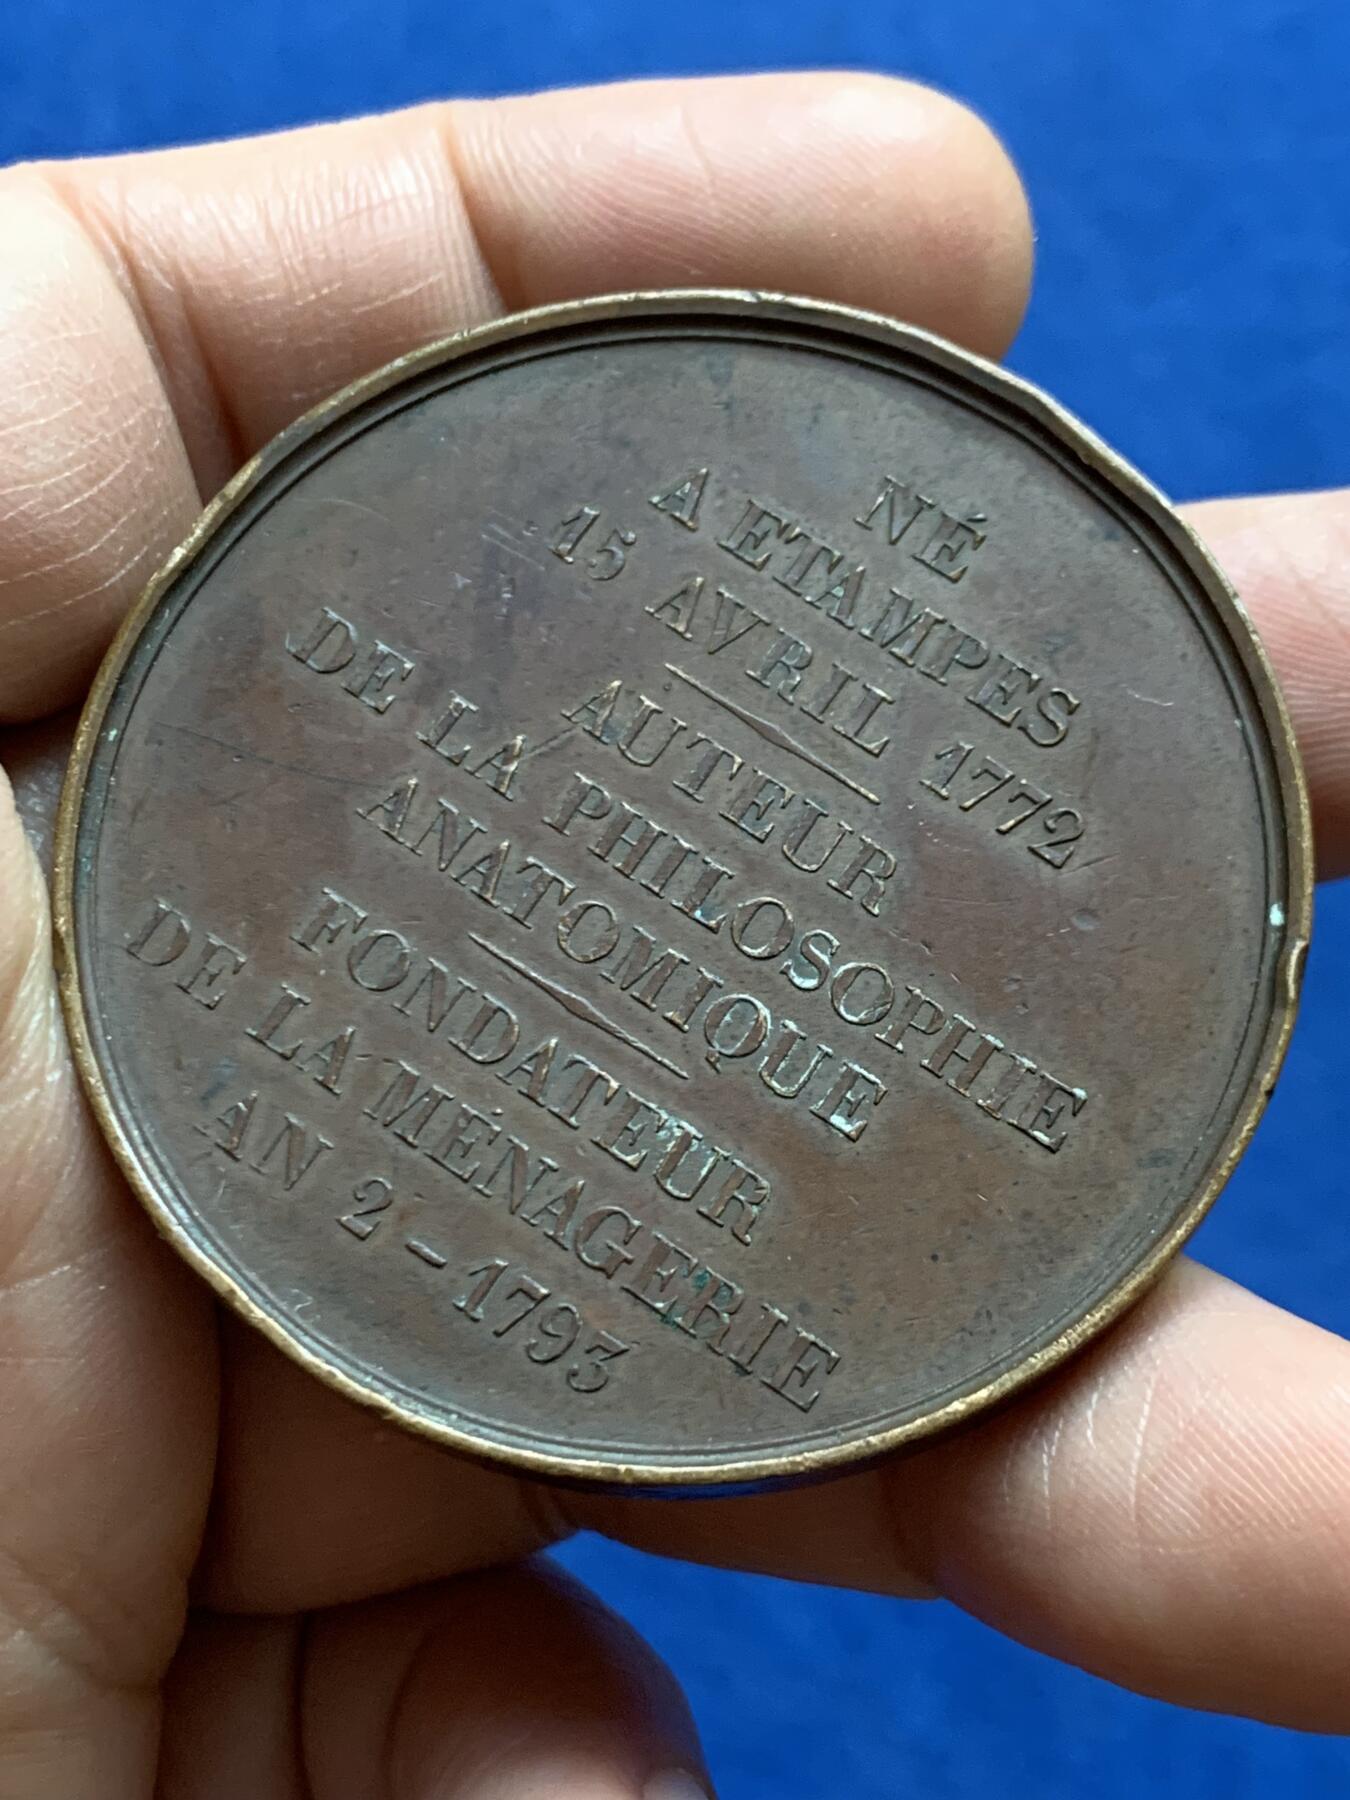 NÉ
A ETAMPES
15 AVRIL 1772
AUTEUR
DE LA PHILOSOPHIE
ANATOMIQUE
FONDATEUR
DE LA MÉNAGERIE
AN 2 - 1793